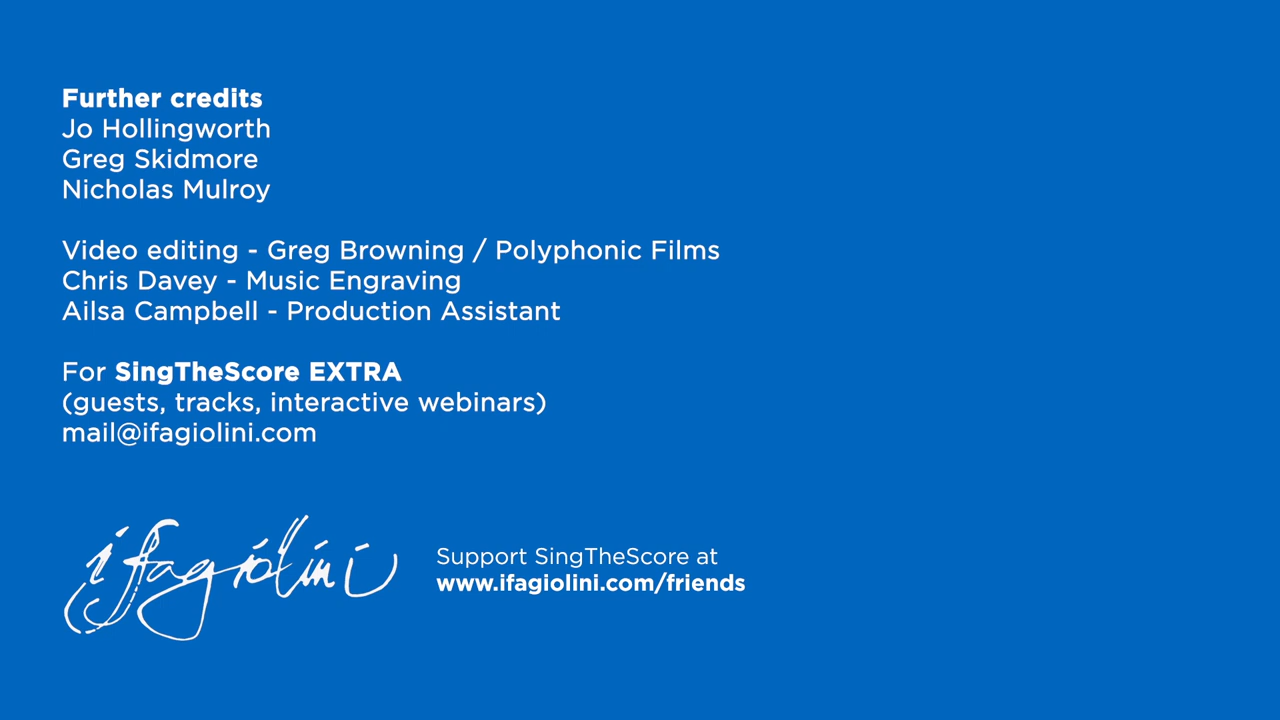 Further credits
Jo Hollingworth
Greg Skidmore
Nicholas Mulroy
Video editing - Greg Browning / Polyphonic Films
Chris Davey - Music Engraving
Ailsa Campbell - Production Assistant
For SingTheScore EXTRA
(guests, tracks, interactive webinars)
mail@ifagiolini.com
i fagiolini
Support SingTheScore at
www.ifagiolini.com/friends